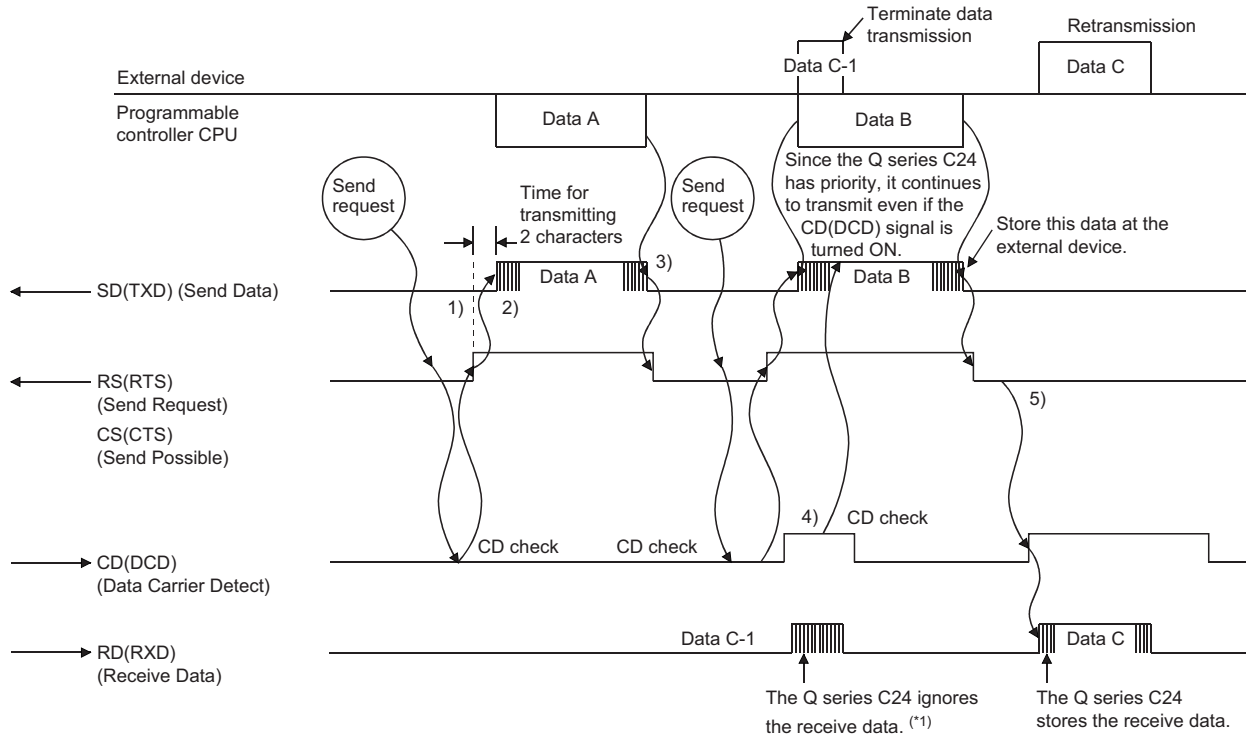 Terminate data
transmission
Retransmission
Data C-1
Data C
External device
Programmable
controller CPU
Data A
Data B
Send
request
Time for
transmitting
2 characters
Send
request
Since the Q series C24
has priority, it continues
to transmit even if the
CD(DCD) signal is
turned ON.
Store this data at the
external device.
3)
Data A
Data B
SD(TXD) (Send Data)
1)
2)
RS(RTS)
(Send Request)
5)
CS(CTS)
(Send Possible)
4)
CD check
CD check
CD check
CD(DCD)
(Data Carrier Detect)
Data C-1
Data C
RD(RXD)
(Receive Data)
The Q series C24 ignores
the receive data. (*1)
The Q series C24
stores the receive data.